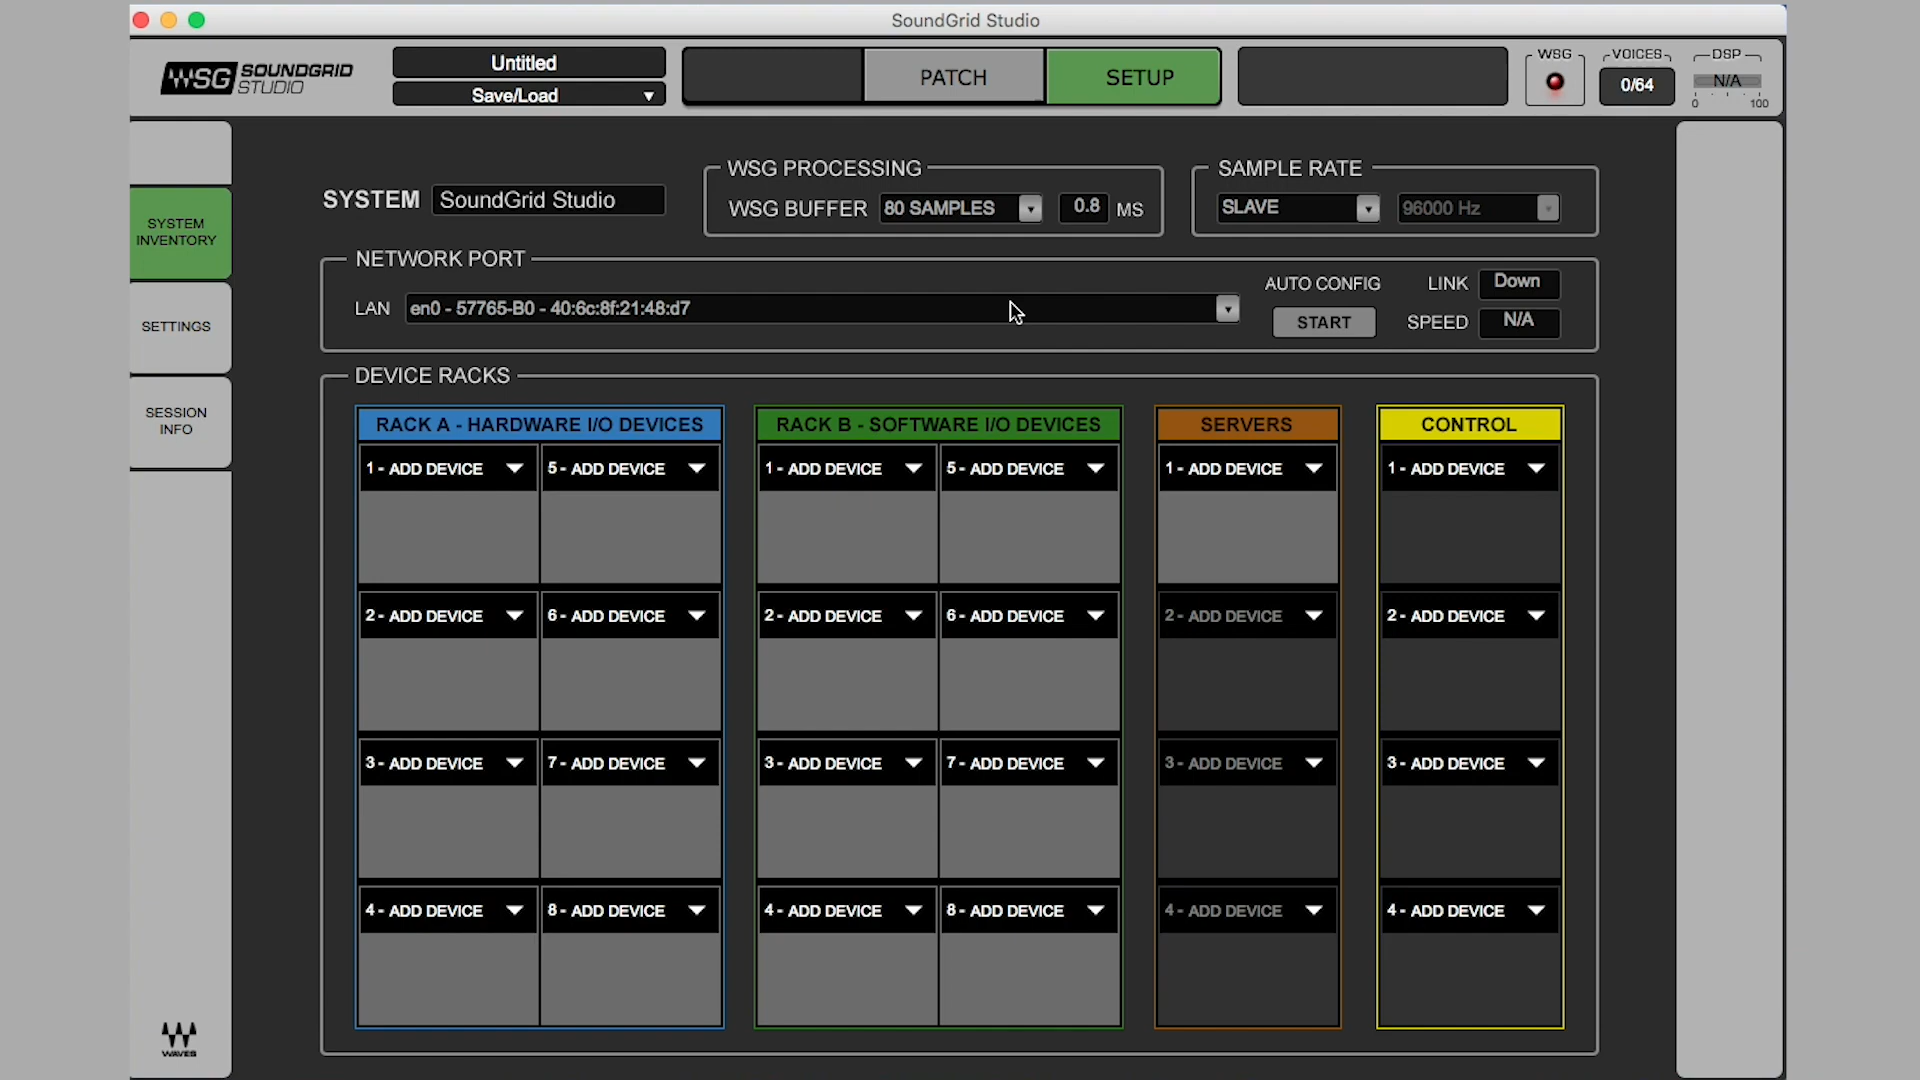 SoundGrid Studio
WSG SOUNDGRID STUDIO
Untitled
Save/Load
PATCH
SETUP
WSG
VOICES
0/64
DSP
N/A
0 100
SYSTEM INVENTORY
SETTINGS
SESSION INFO
SYSTEM SoundGrid Studio
WSG PROCESSING
WSG BUFFER 80 SAMPLES 0.8 MS
SAMPLE RATE
SLAVE 96000 Hz
NETWORK PORT
LAN en0 - 57765-B0 - 40:6c:8f:21:48:d7
AUTO CONFIG
START
LINK Down
SPEED N/A
DEVICE RACKS
RACK A - HARDWARE I/O DEVICES
1 - ADD DEVICE 5 - ADD DEVICE
2 - ADD DEVICE 6 - ADD DEVICE
3 - ADD DEVICE 7 - ADD DEVICE
4 - ADD DEVICE 8 - ADD DEVICE
RACK B - SOFTWARE I/O DEVICES
1 - ADD DEVICE 5 - ADD DEVICE
2 - ADD DEVICE 6 - ADD DEVICE
3 - ADD DEVICE 7 - ADD DEVICE
4 - ADD DEVICE 8 - ADD DEVICE
SERVERS
1 - ADD DEVICE
2 - ADD DEVICE
3 - ADD DEVICE
4 - ADD DEVICE
CONTROL
1 - ADD DEVICE
2 - ADD DEVICE
3 - ADD DEVICE
4 - ADD DEVICE
WAVES